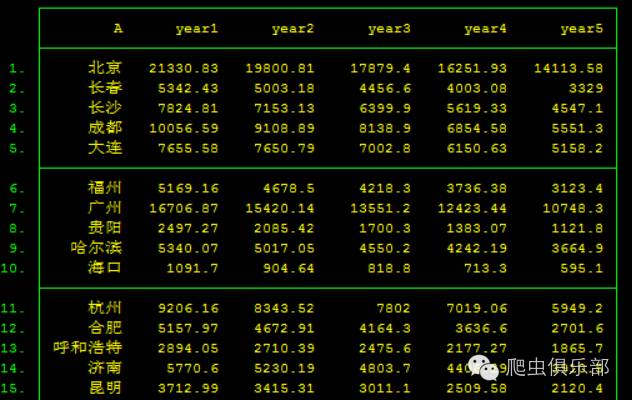 A year1 year2 year3 year4 year5
1. 北京 21330.83 19800.81 17879.4 16251.93 14113.58
2. 长春 5342.43 5003.18 4456.6 4003.08 3329
3. 长沙 7824.81 7153.13 6399.9 5619.33 4547.1
4. 成都 10056.59 9108.89 8138.9 6854.58 5551.3
5. 大连 7655.58 7650.79 7002.8 6150.63 5158.2
6. 福州 5169.16 4678.5 4218.3 3736.38 3123.4
7. 广州 16706.87 15420.14 13551.2 12423.44 10748.3
8. 贵阳 2497.27 2085.42 1700.3 1383.07 1121.8
9. 哈尔滨 5340.07 5017.05 4550.2 4242.19 3664.9
10. 海口 1091.7 904.64 818.8 713.3 595.1
11. 杭州 9206.16 8343.52 7802 7019.06 5949.2
12. 合肥 5157.97 4672.91 4164.3 3636.6 2701.6
13. 呼和浩特 2894.05 2710.39 2475.6 2177.27 1865.7
14. 济南 5770.6 5230.19 4803.7
15. 昆明 3712.99 3415.31 3011.1 2509.58 2120.4
爬虫俱乐部